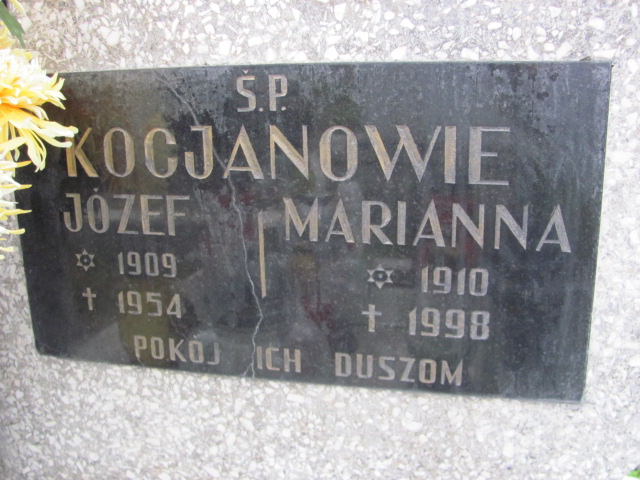 Ś.P.
KOCJANOWIE
JÓZEF MARIANNA
1909 1910
† 1954 † 1998
POKÓJ ICH DUSZOM